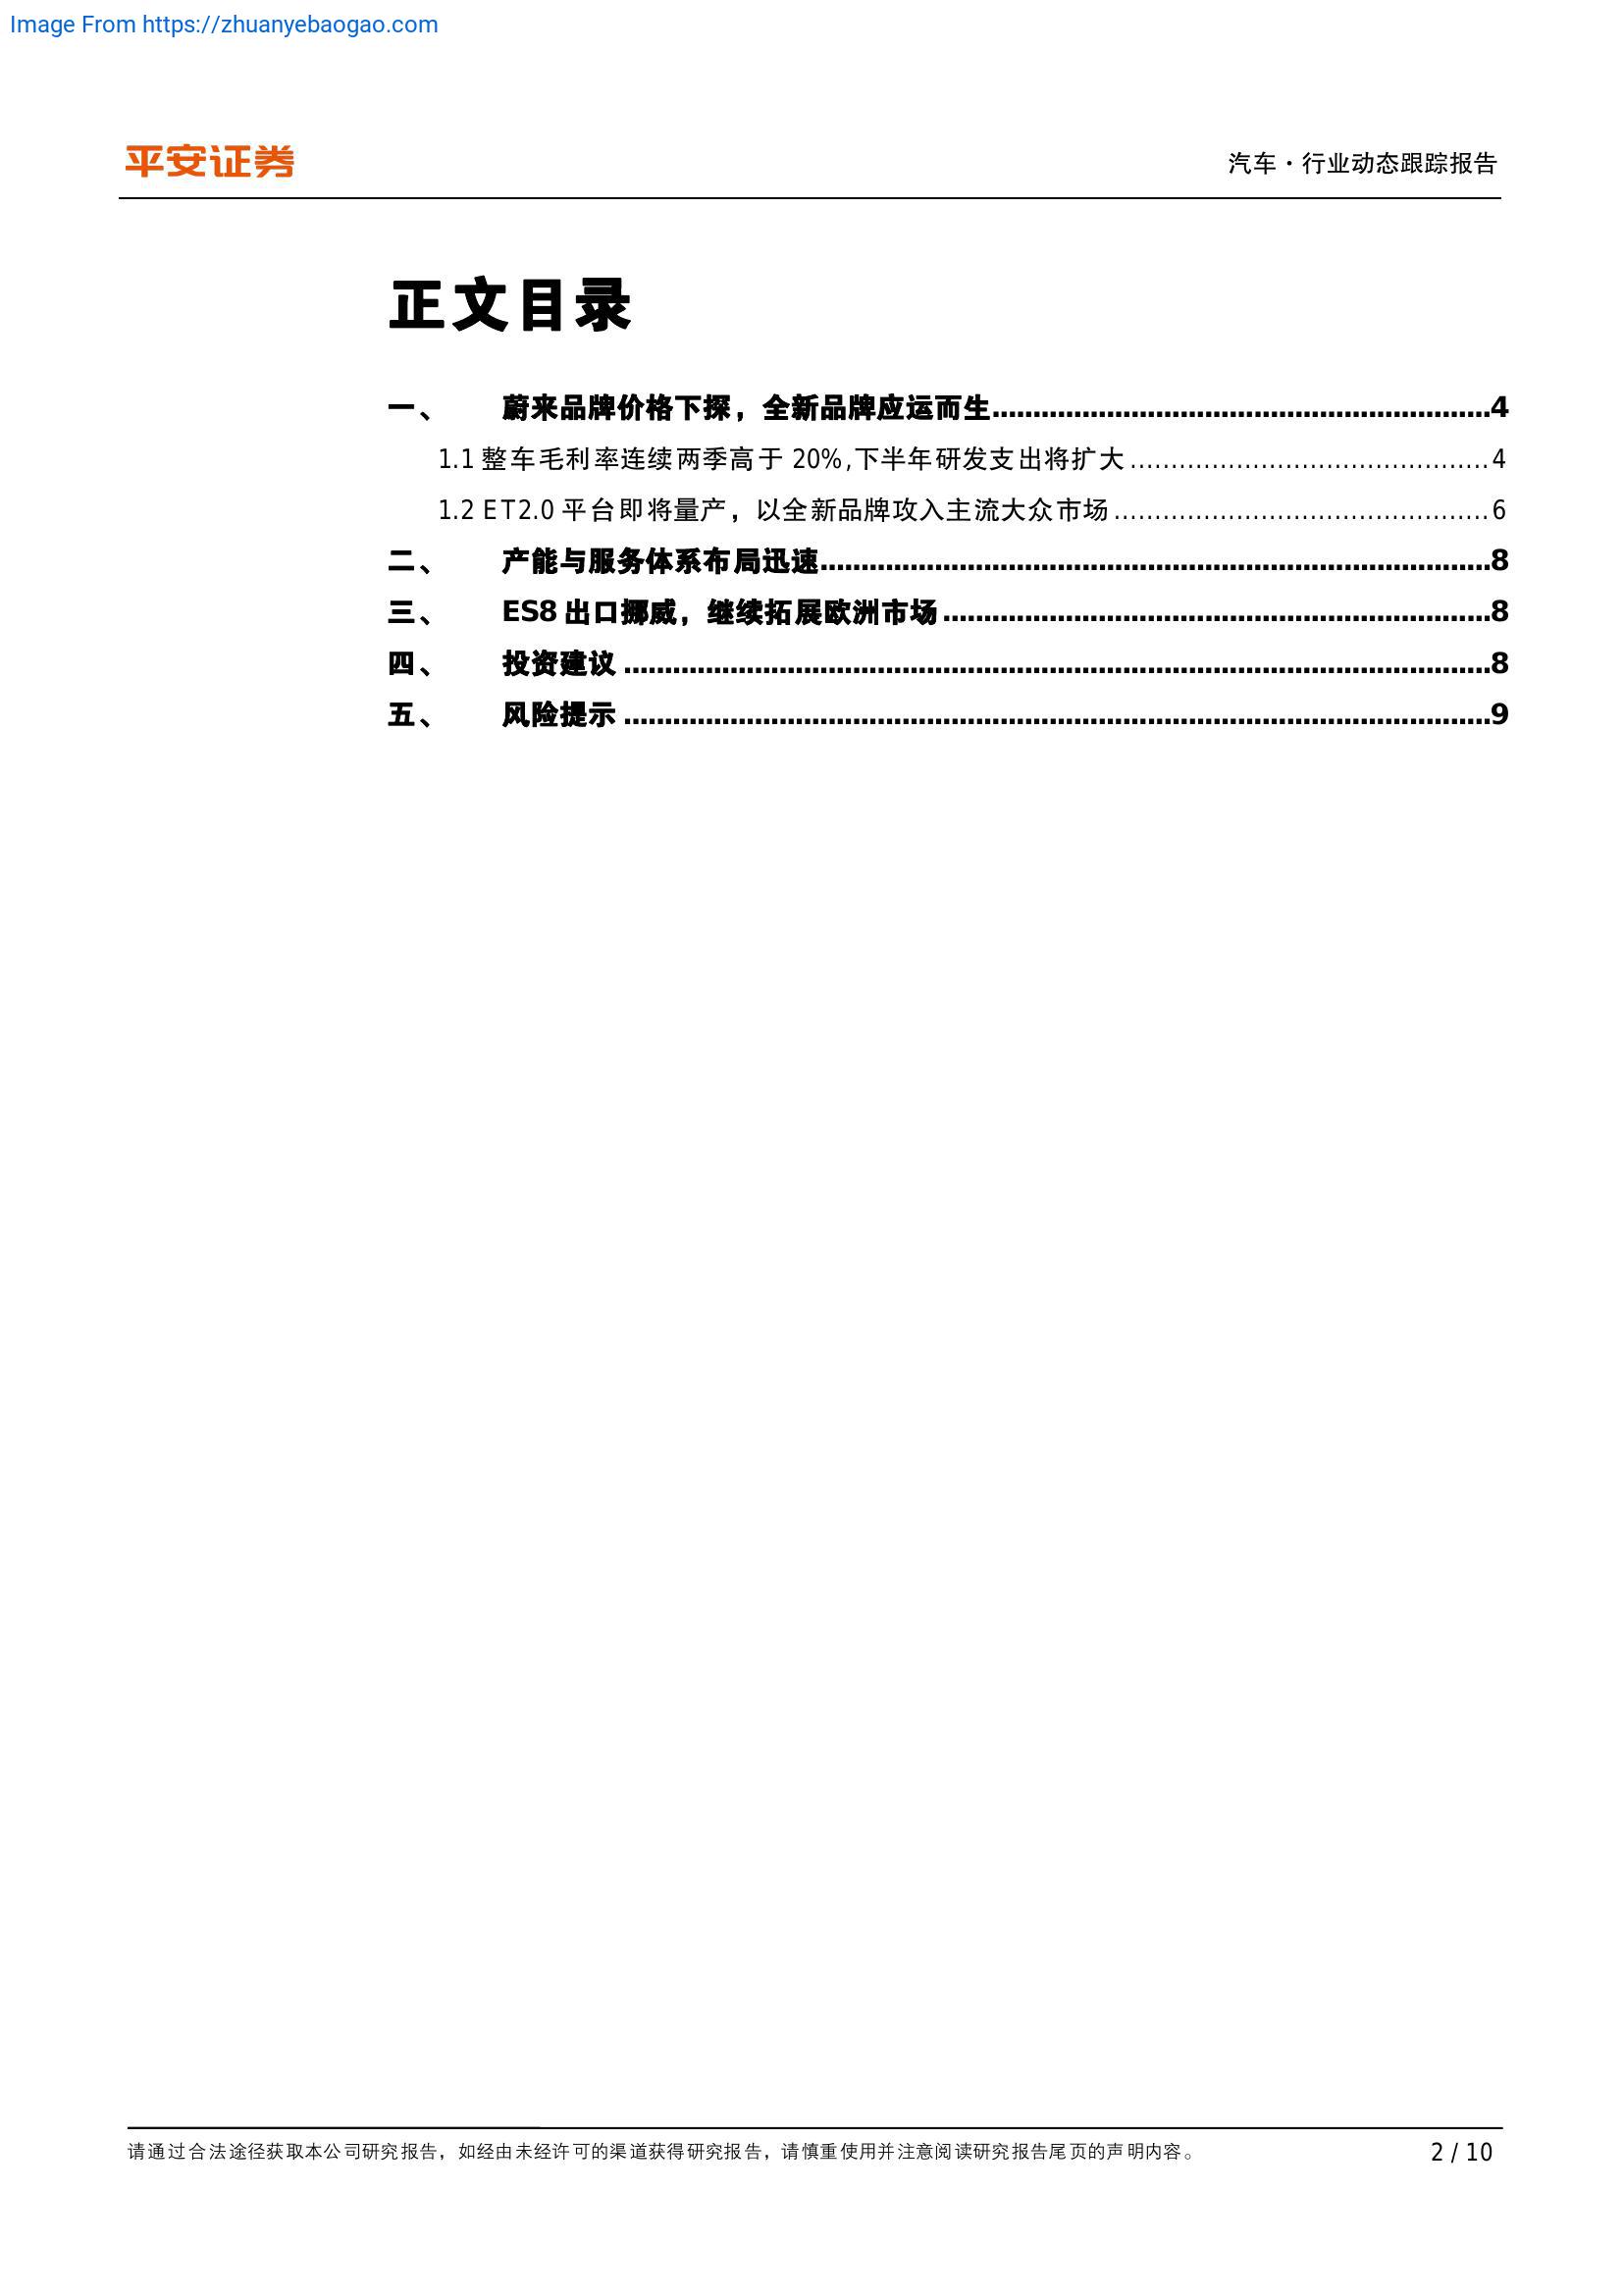 Image From https://zhuanyebaogao.com
平安证券
汽车·行业动态跟踪报告
正文目录
一、 蔚来品牌价格下探，全新品牌应运而生............................................................4
1.1 整车毛利率连续两季高于 20%,下半年研发支出将扩大............................................4
1.2 ET2.0 平台即将量产，以全新品牌攻入主流大众市场..............................................6
二、 产能与服务体系布局迅速................................................................................8
三、 ES8 出口挪威，继续拓展欧洲市场..................................................................8
四、 投资建议........................................................................................................8
五、 风险提示........................................................................................................9
请通过合法途径获取本公司研究报告，如经由未经许可的渠道获得研究报告，请慎重使用并注意阅读研究报告尾页的声明内容。
2 / 10